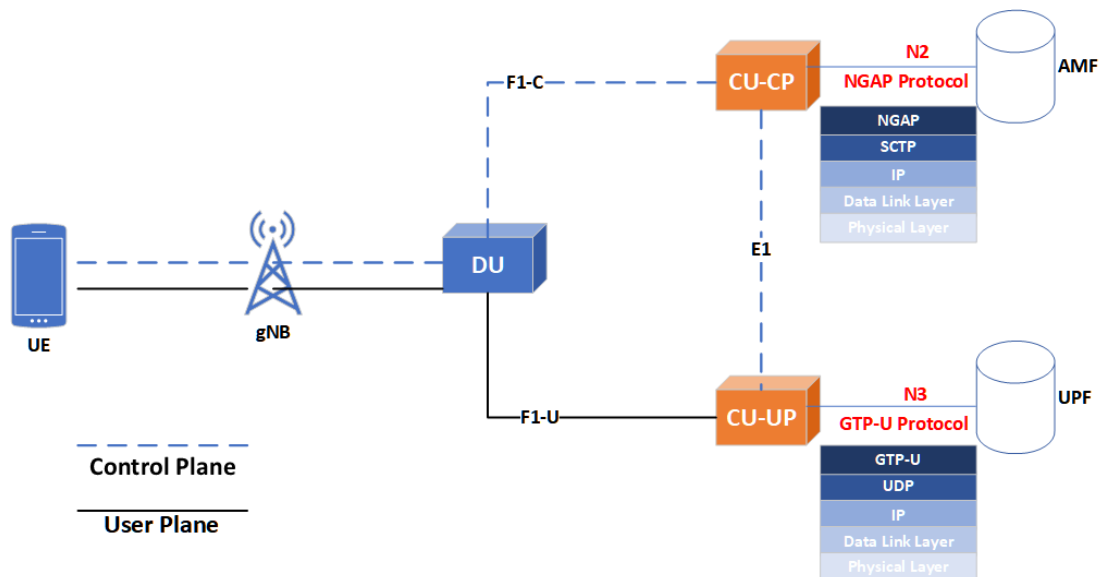 N2
CU-CP
NGAP Protocol
AMF
F1-C
NGAP
SCTP
IP
Data Link Layer
Physical Layer
E1
DU
UE
gNB
F1-U
CU-UP
N3
GTP-U Protocol
UPF
GTP-U
UDP
IP
Data Link Layer
Physical Layer
Control Plane
User Plane